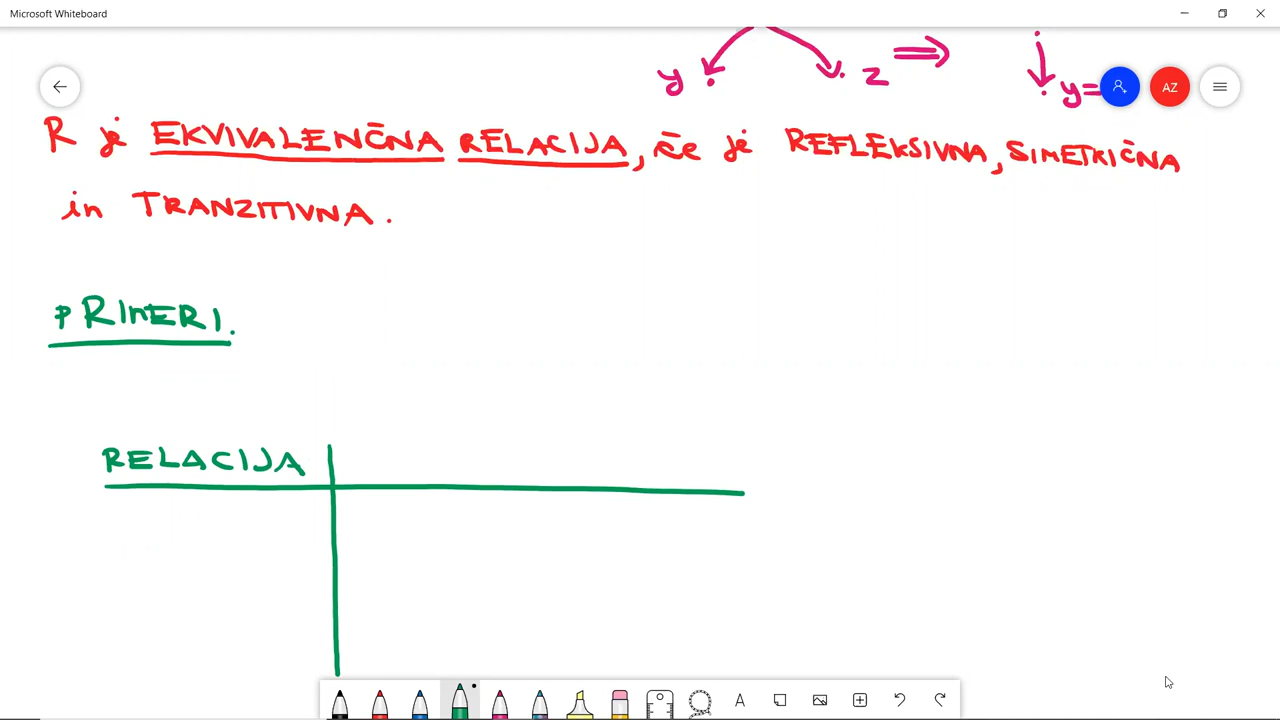 Microsoft Whiteboard
y z ⇒ y=
AZ
R je EKVIVALENČNA RELACIJA, če je REFLEKSIVNA, SIMETRIČNA
in TRANZITIVNA.
PRIMERI.
RELACIJA
A